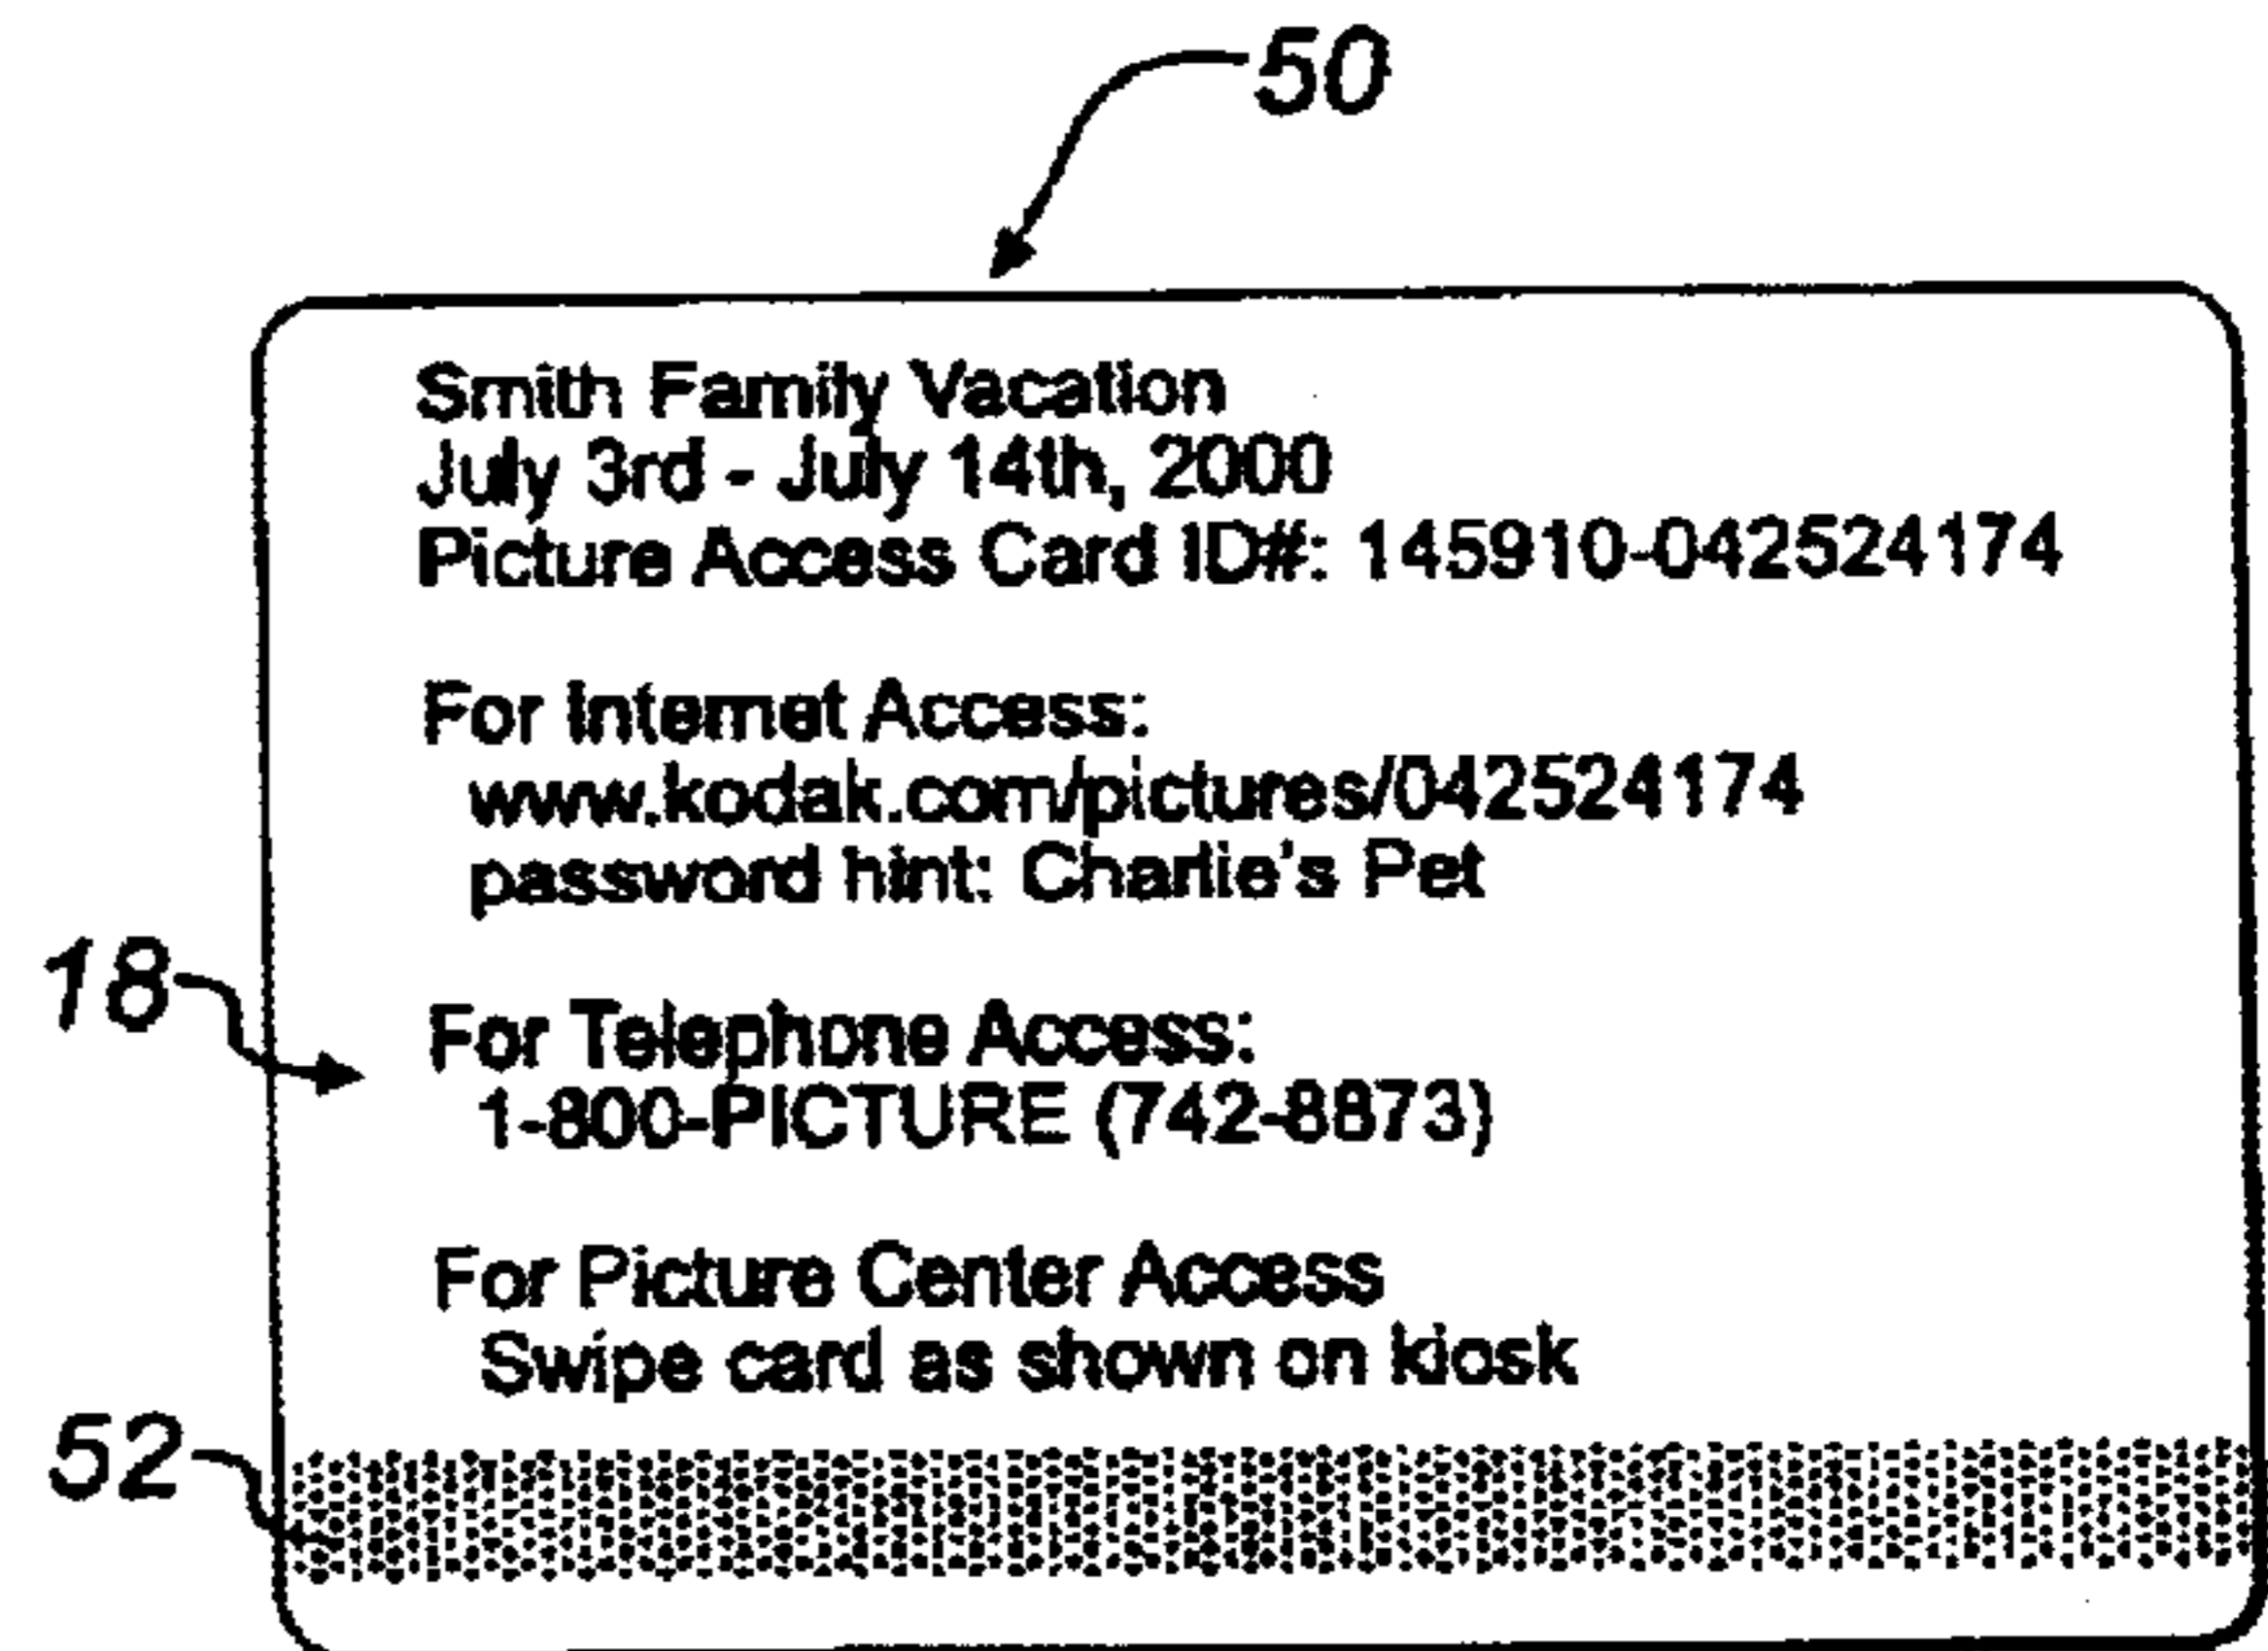 50
Smith Family Vacation
July 3rd - July 14th, 2000
Picture Access Card ID#: 145910-042524174
For Internet Access:
www.kodak.com/pictures/042524174
password hint: Charlie's Pet
18
For Telephone Access:
1-800-PICTURE (742-8873)
For Picture Center Access
Swipe card as shown on kiosk
52